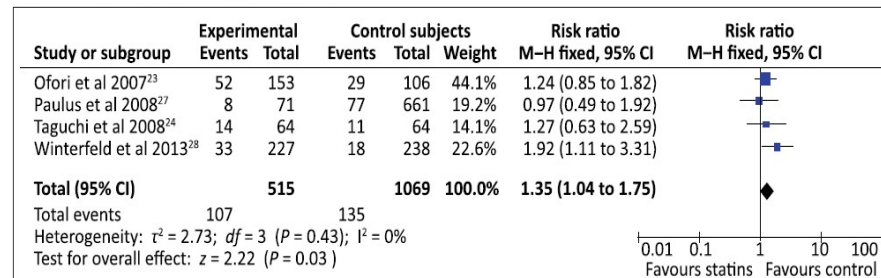 Experimental Control subjects Risk ratio Risk ratio
Study or subgroup Events Total Events Total Weight M–H fixed, 95% CI M–H fixed, 95% CI
Ofori et al 2007²³ 52 153 29 106 44.1% 1.24 (0.85 to 1.82)
Paulus et al 2008²⁷ 8 71 77 661 19.2% 0.97 (0.49 to 1.92)
Taguchi et al 2008²⁴ 14 64 11 64 14.1% 1.27 (0.63 to 2.59)
Winterfeld et al 2013²⁸ 33 227 18 238 22.6% 1.92 (1.11 to 3.31)
Total (95% CI) 515 1069 100.0% 1.35 (1.04 to 1.75)
Total events 107 135
Heterogeneity: τ² = 2.73; df = 3 (P = 0.43); I² = 0%
Test for overall effect: z = 2.22 (P = 0.03 )
0.01 0.1 1 10 100
Favours statins Favours control